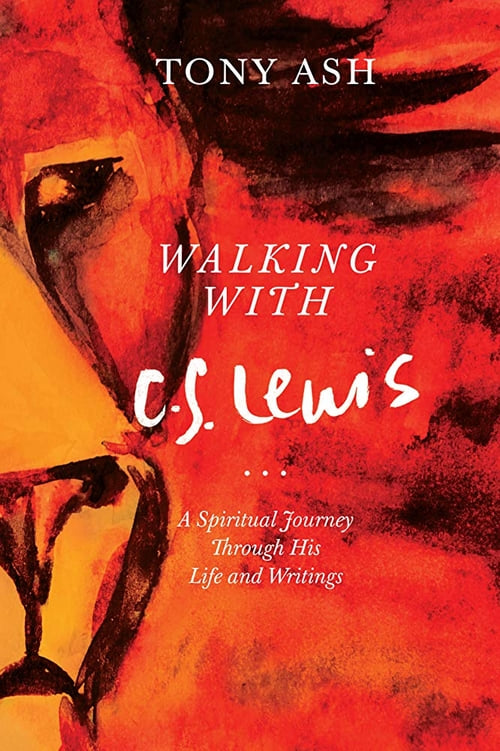 TONY ASH
WALKING
WITH
C.S. Lewis
...
A Spiritual Journey
Through His
Life and Writings